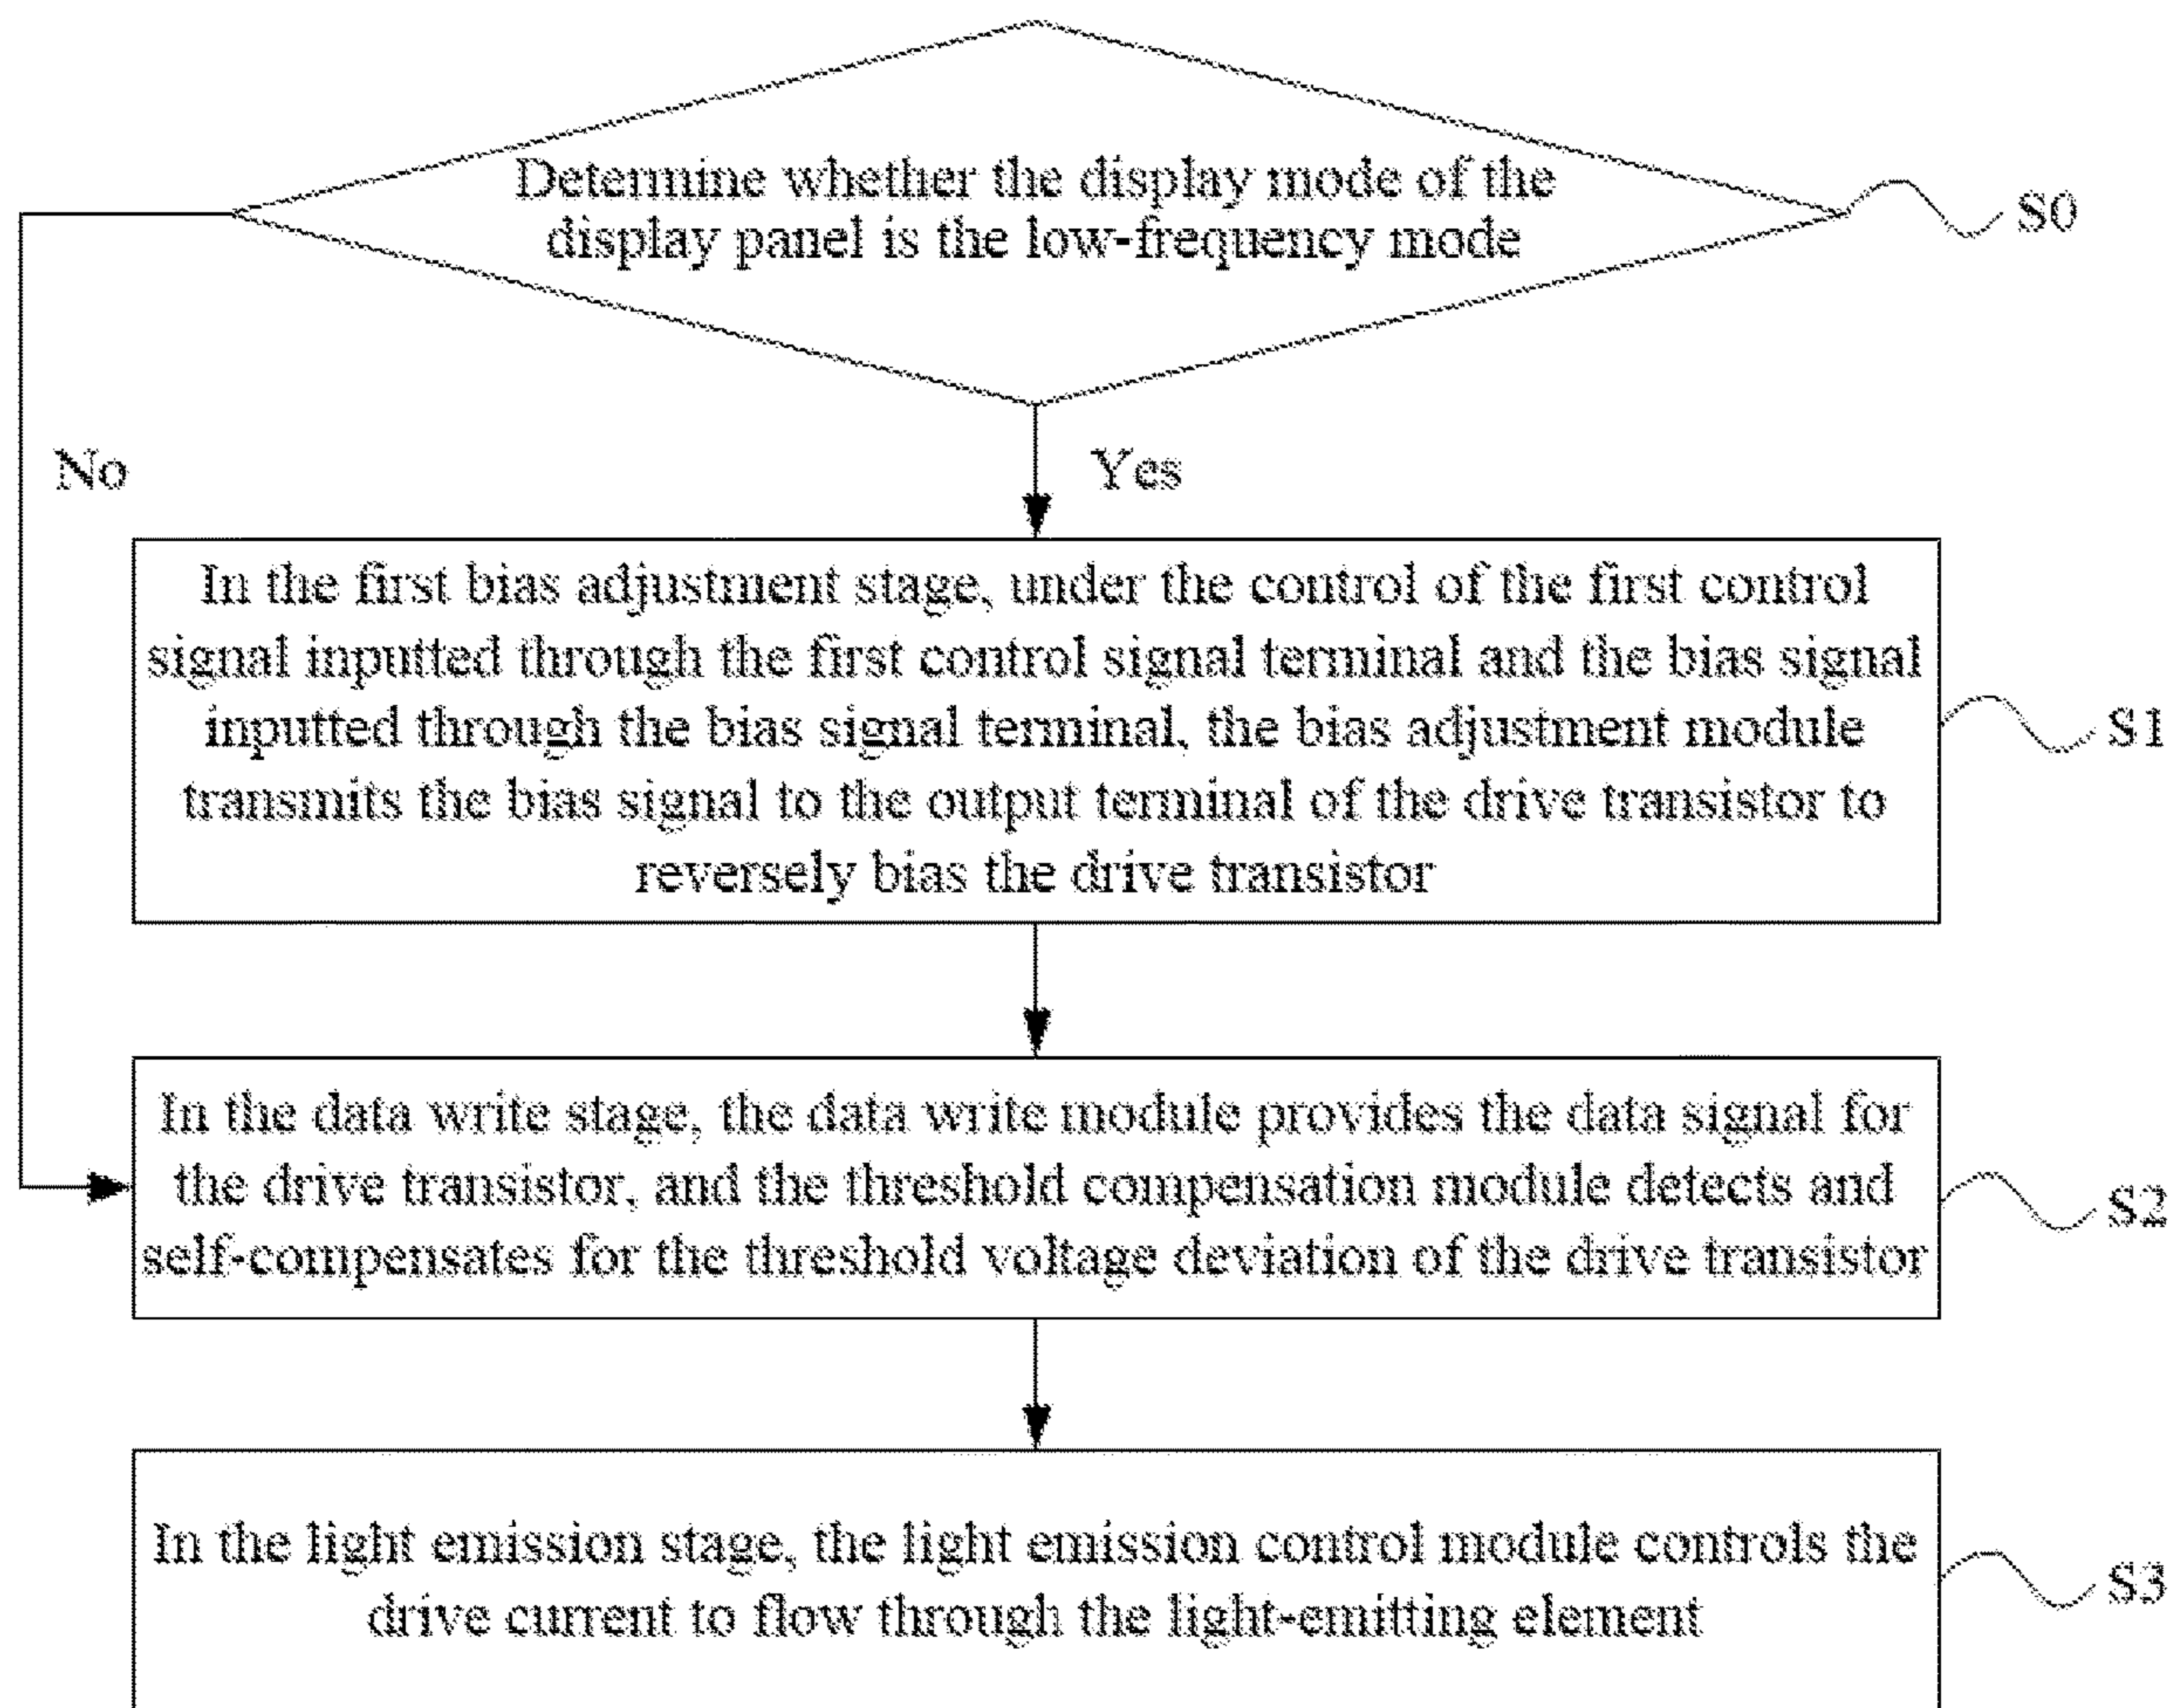 Determine whether the display mode of the
display panel is the low-frequency mode
S0
No
Yes
In the first bias adjustment stage, under the control of the first control
signal inputted through the first control signal terminal and the bias signal
inputted through the bias signal terminal, the bias adjustment module
transmits the bias signal to the output terminal of the drive transistor to
reversely bias the drive transistor
S1
In the data write stage, the data write module provides the data signal for
the drive transistor, and the threshold compensation module detects and
self-compensates for the threshold voltage deviation of the drive transistor
S2
In the light emission stage, the light emission control module controls the
drive current to flow through the light-emitting element
S3